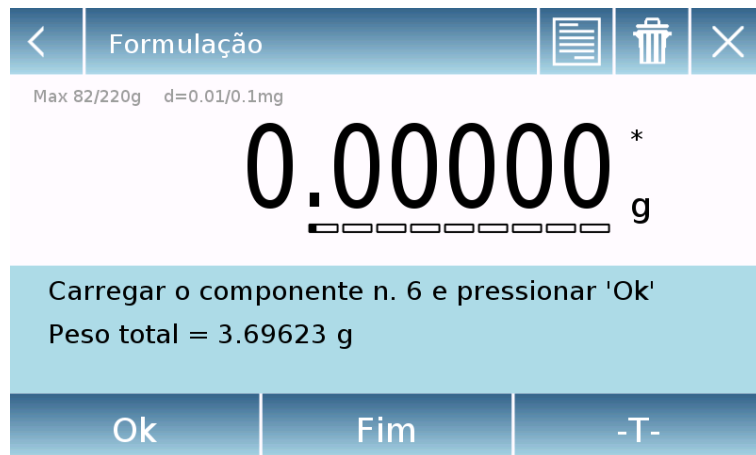 Formulação
Max 82/220g d=0.01/0.1mg
0.00000 *
g
Carregar o componente n. 6 e pressionar 'Ok'
Peso total = 3.69623 g
Ok Fim -T-